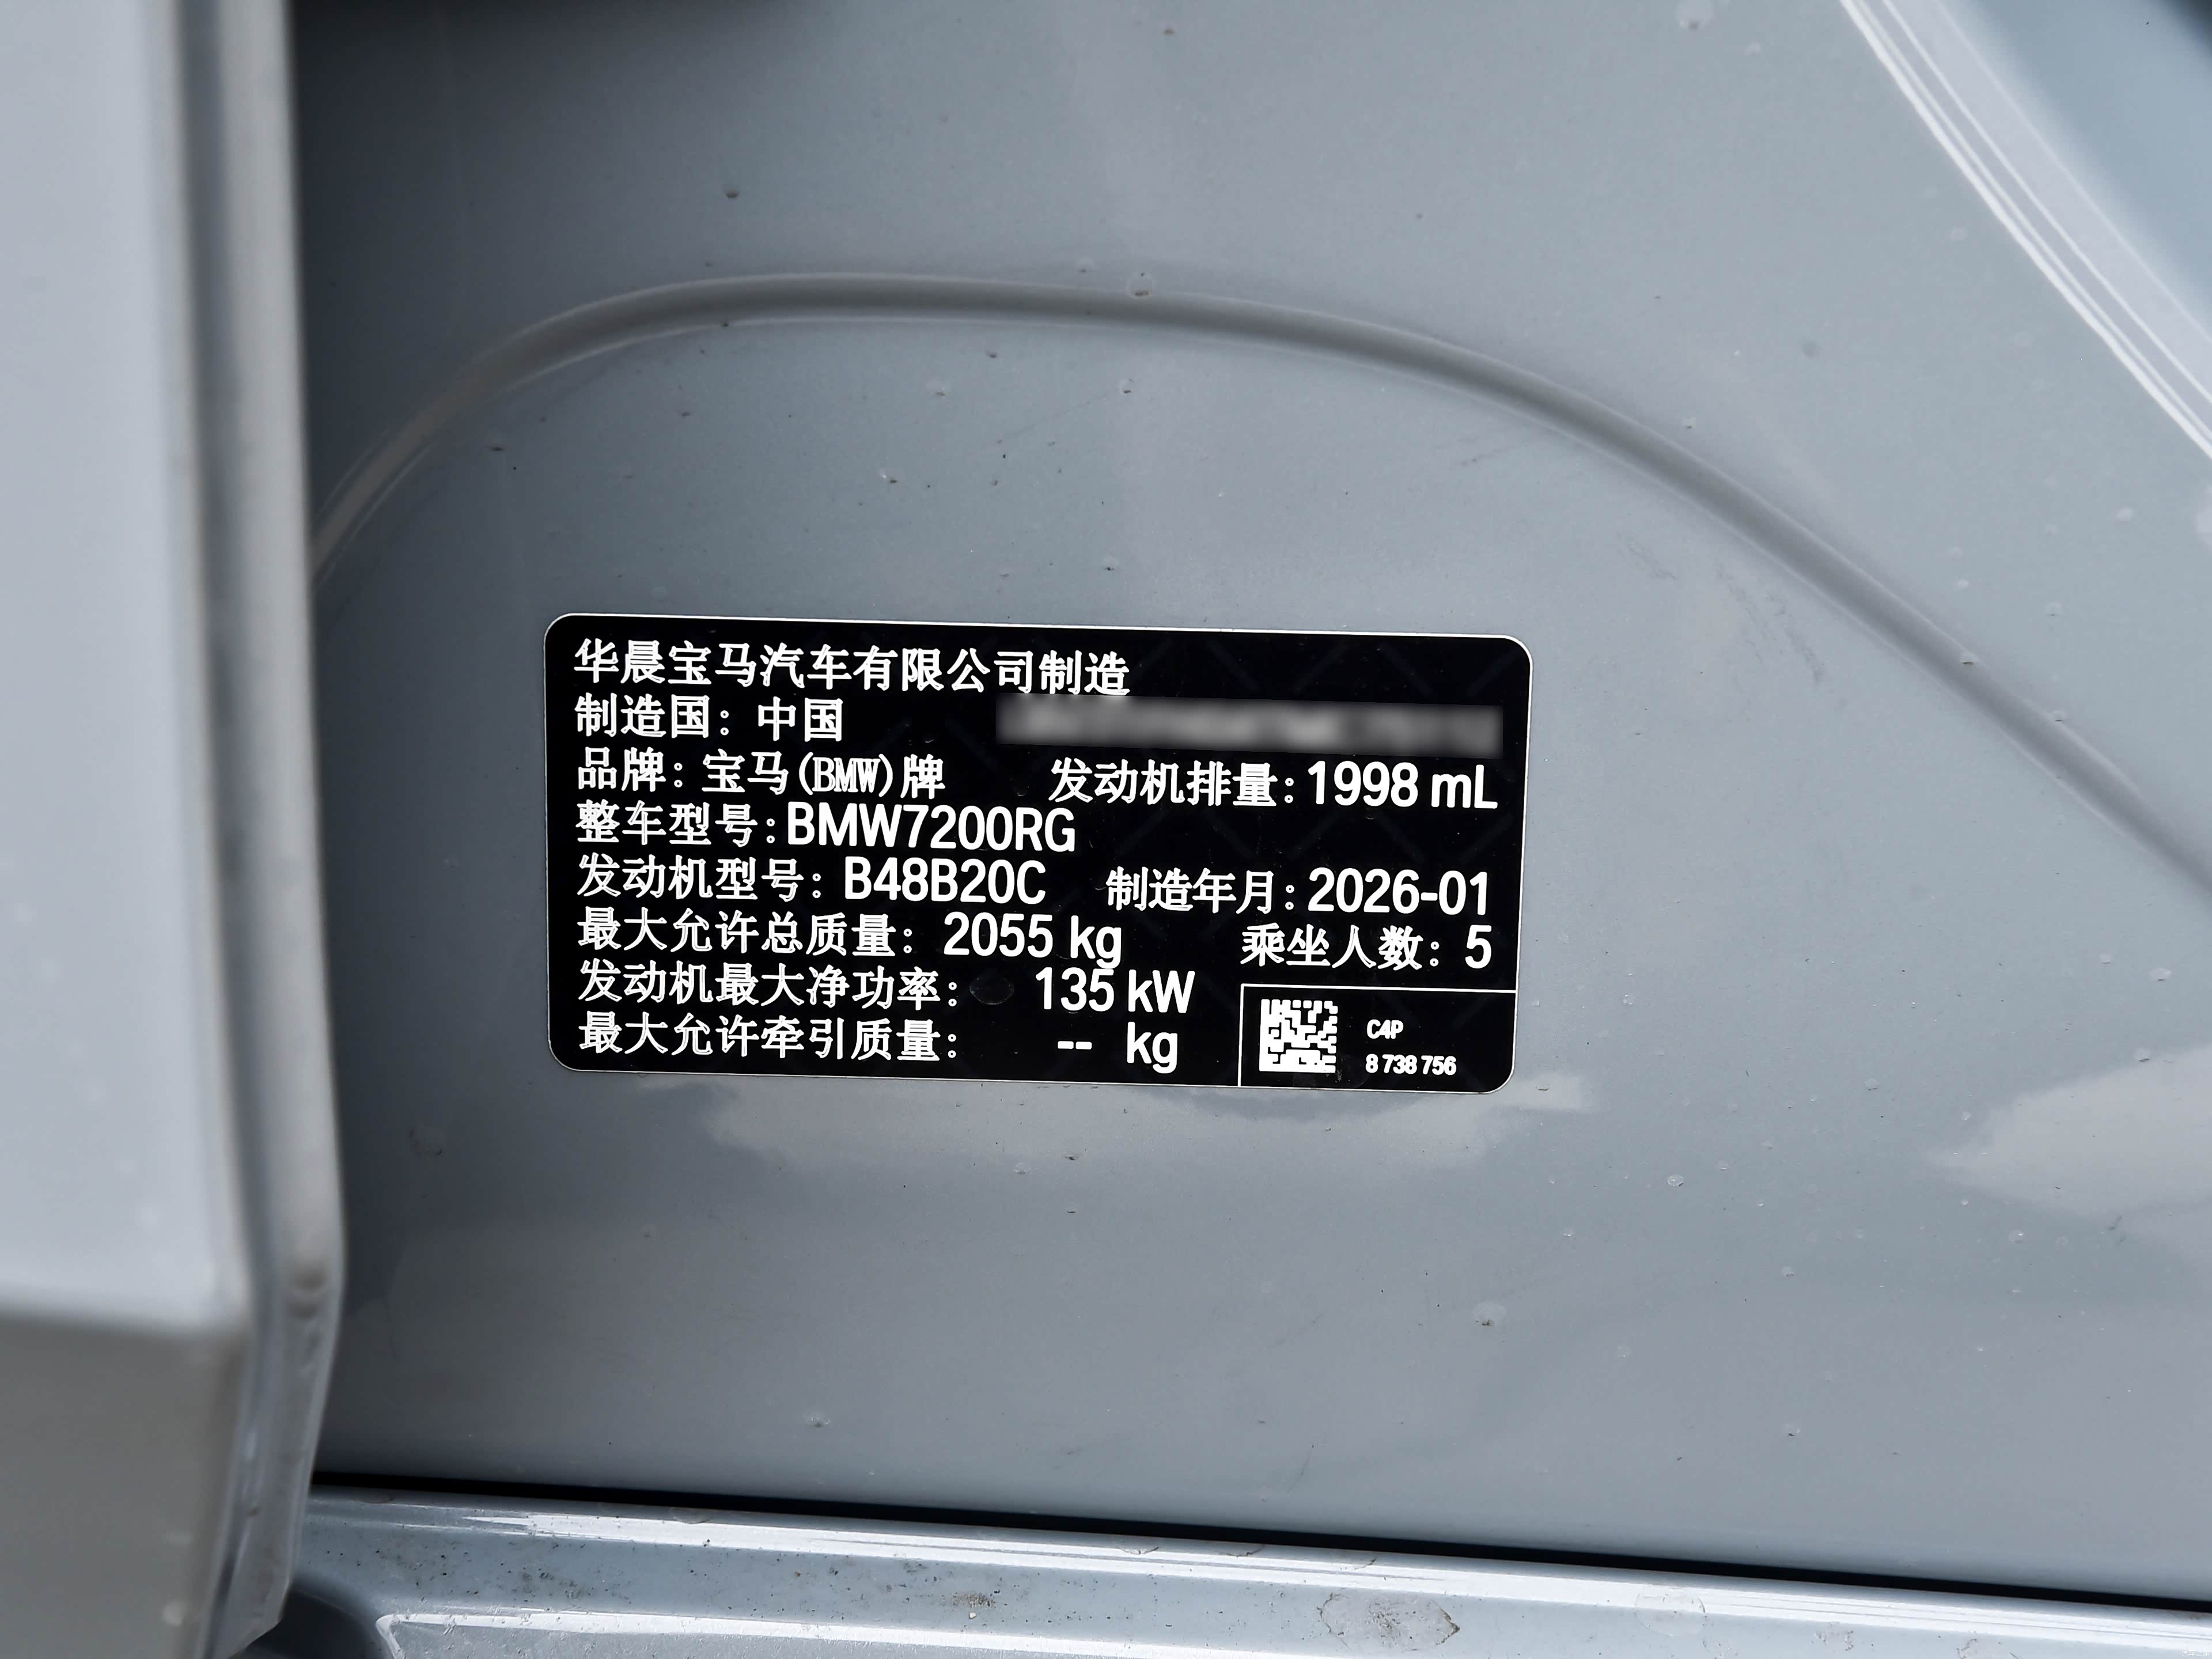 华晨宝马汽车有限公司制造
制造国：中国
品牌：宝马(BMW)牌 发动机排量：1998 mL
整车型号：BMW7200RG
发动机型号：B48B20C 制造年月：2026-01
最大允许总质量：2055 kg 乘坐人数：5
发动机最大净功率：135 kW
最大允许牵引质量：-- kg
C4P
8 738 756